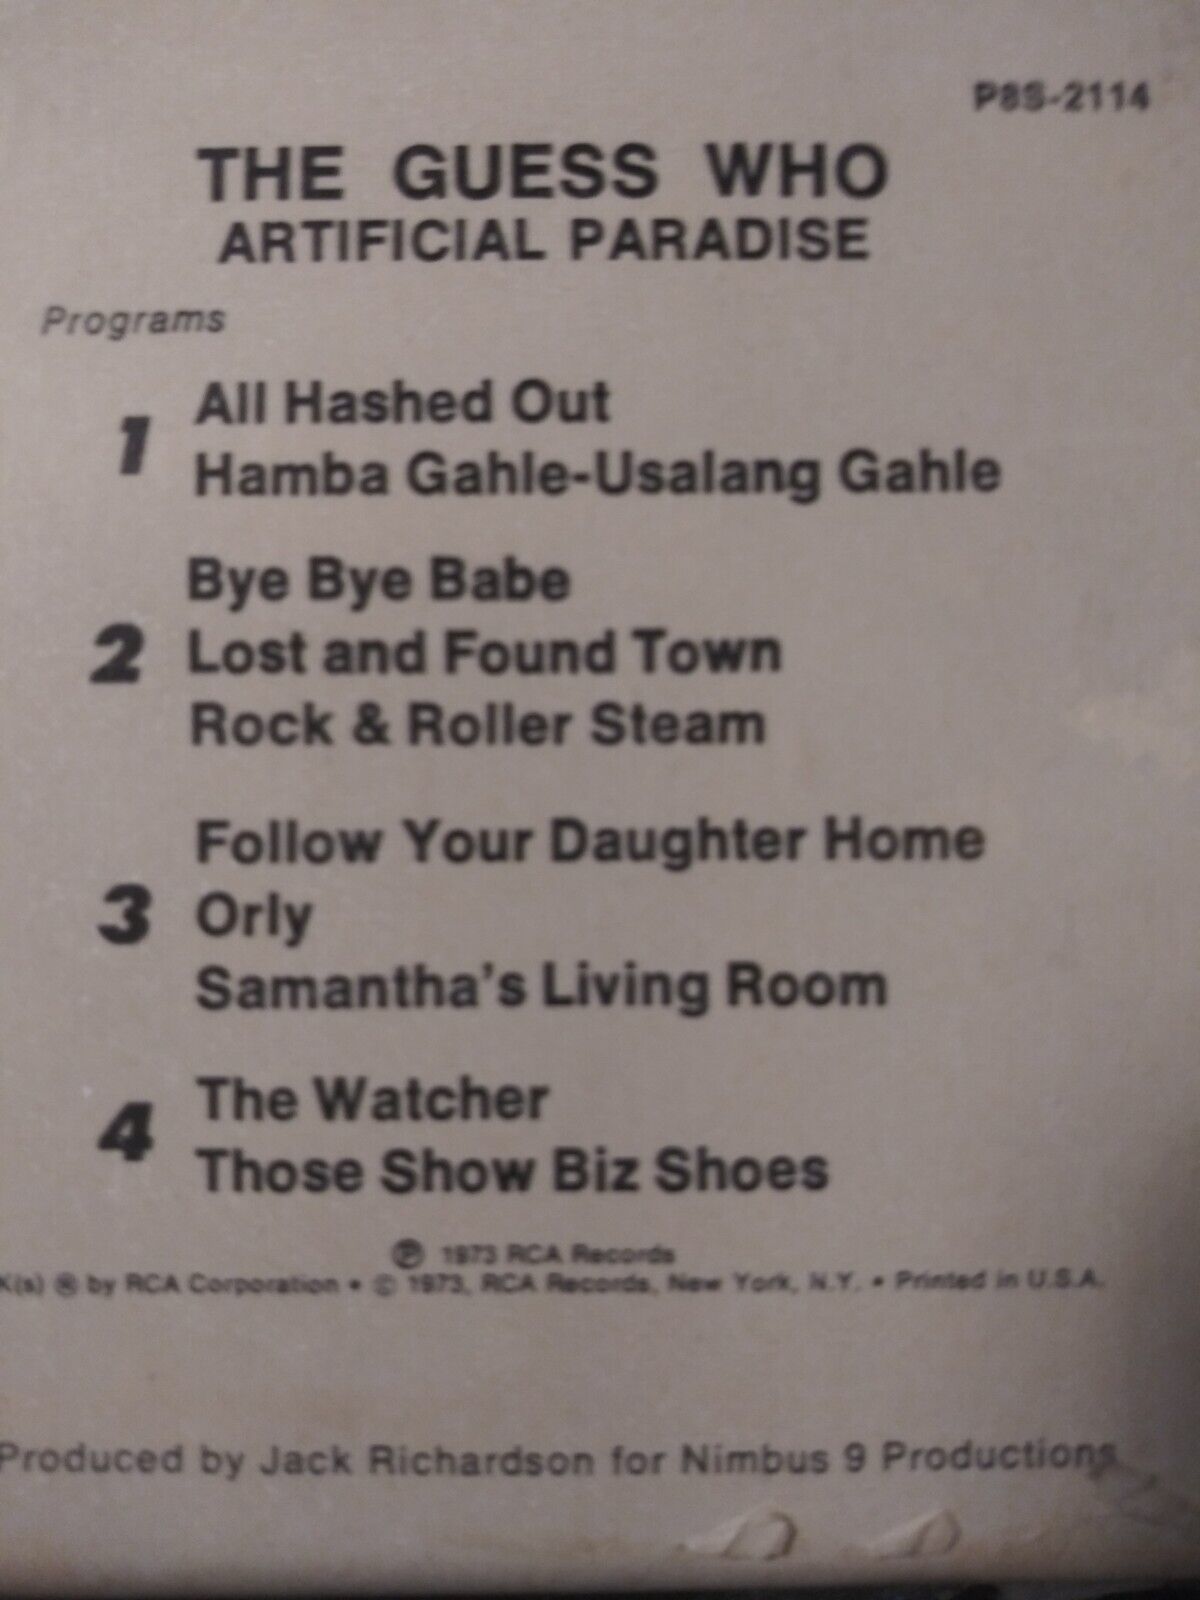 P8S-2114
THE GUESS WHO
ARTIFICIAL PARADISE
Programs
1
All Hashed Out
Hamba Gahle-Usalang Gahle
2
Bye Bye Babe
Lost and Found Town
Rock & Roller Steam
3
Follow Your Daughter Home
Orly
Samantha's Living Room
4
The Watcher
Those Show Biz Shoes
℗ 1973 RCA Records
K(s) ® by RCA Corporation • © 1973, RCA Records, New York, N.Y. • Printed in U.S.A.
Produced by Jack Richardson for Nimbus 9 Productions